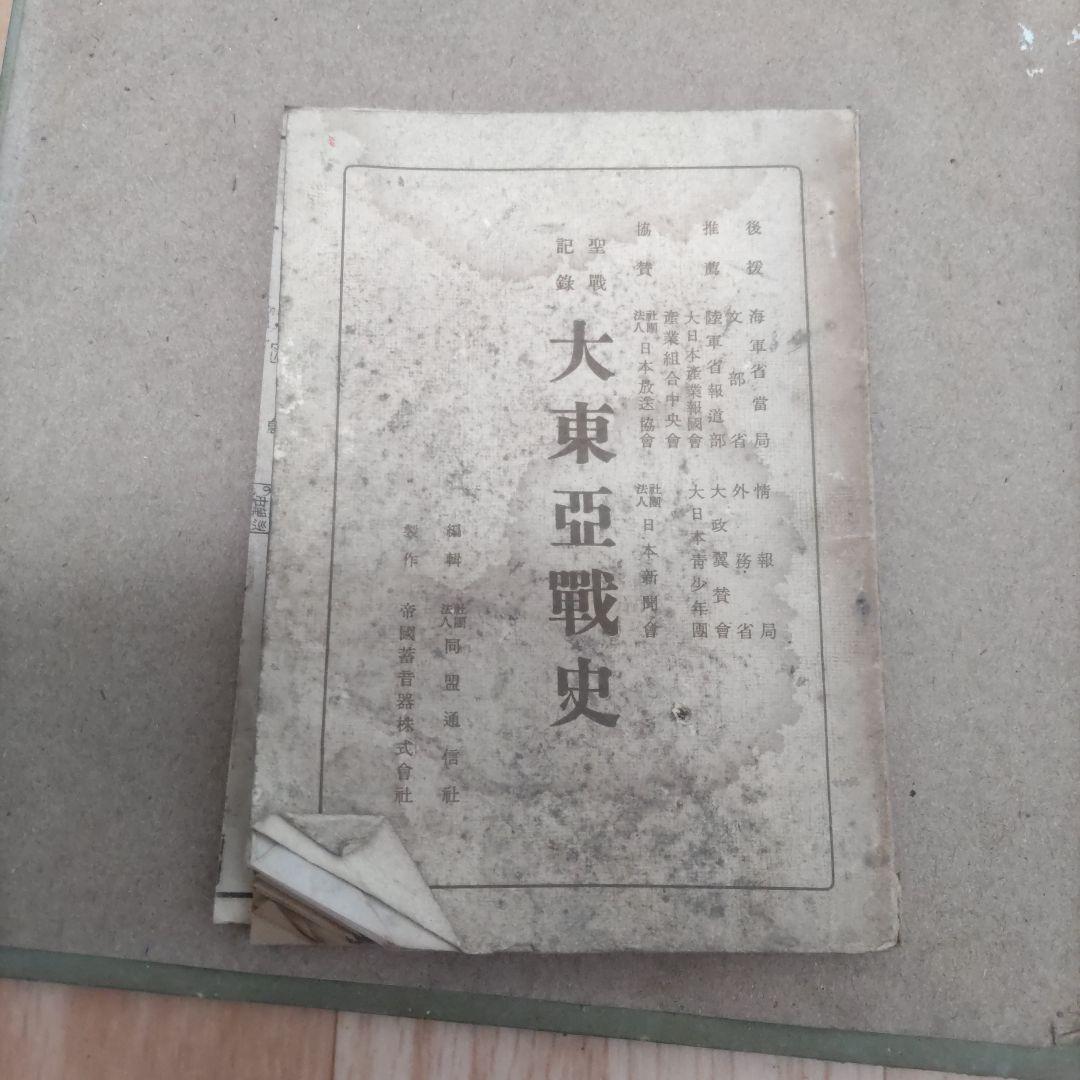 後援 海軍省當局 情報局
文部省 外務省
推薦 陸軍省報道部 大政翼贊會
大日本產業報國會 大日本靑少年團
產業組合中央會
協贊 社團法人日本放送協會 社團法人日本新聞會
聖戰
記錄
大東亞戰史
編輯 社團法人同盟通信社
製作 帝國蓄音器株式會社